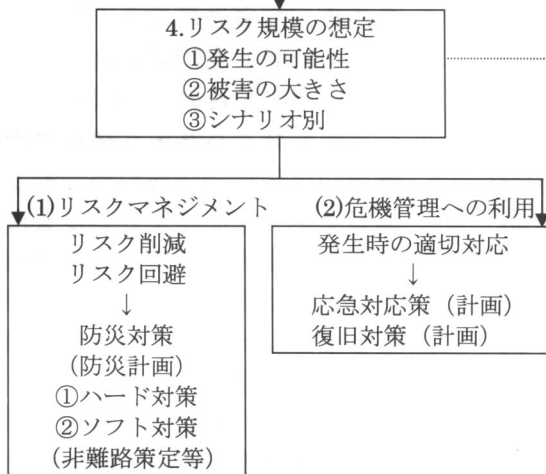 4.リスク規模の想定
①発生の可能性
②被害の大きさ
③シナリオ別
(1)リスクマネジメント
リスク削減
リスク回避
↓
防災対策
(防災計画)
①ハード対策
②ソフト対策
(非難路策定等)
(2)危機管理への利用
発生時の適切対応
↓
応急対応策（計画）
復旧対策（計画）